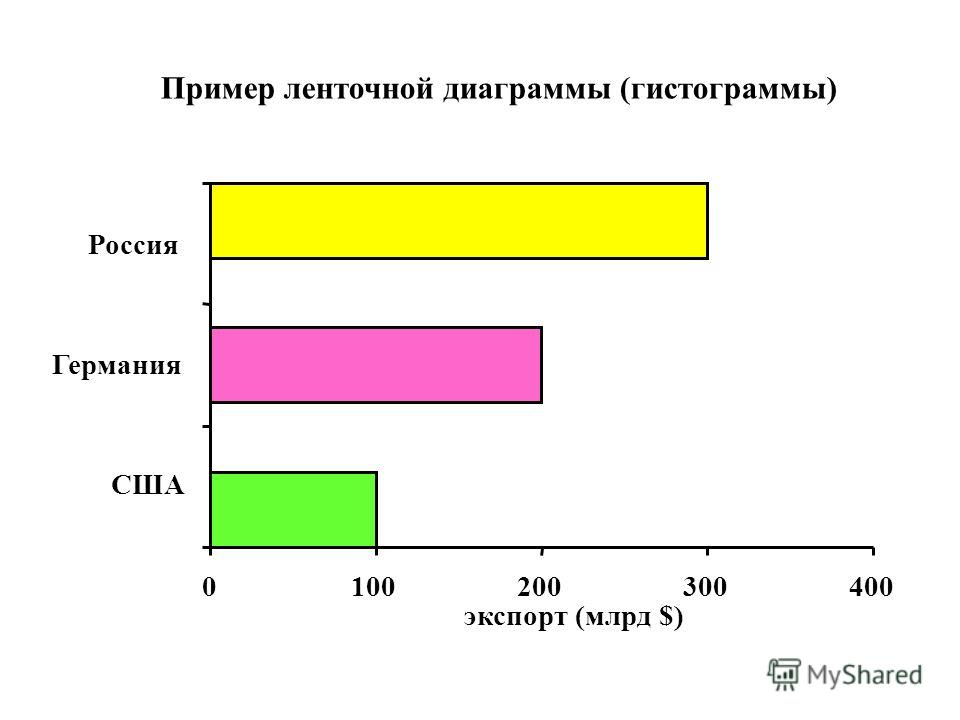 Пример ленточной диаграммы (гистограммы)
Россия
Германия
США
0 100 200 300 400
экспорт (млрд $)
MyShared